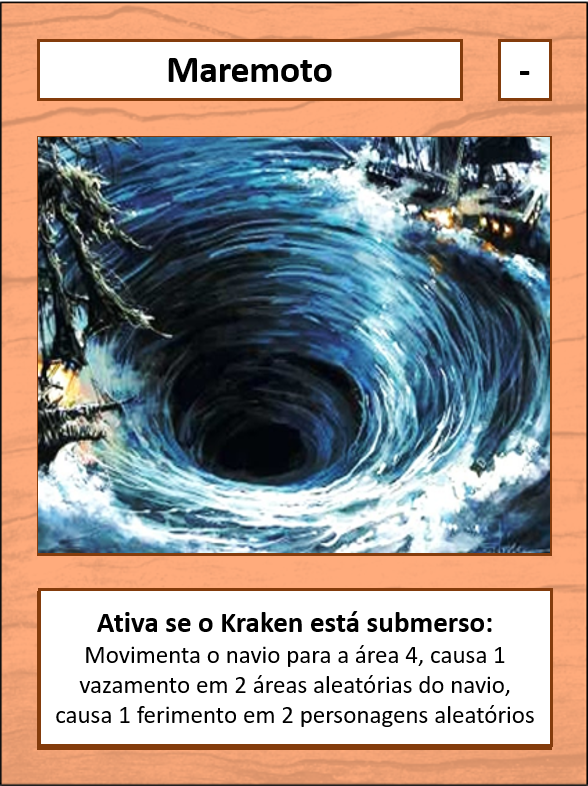 Maremoto
-
Ativa se o Kraken está submerso:
Movimenta o navio para a área 4, causa 1
vazamento em 2 áreas aleatórias do navio,
causa 1 ferimento em 2 personagens aleatórios